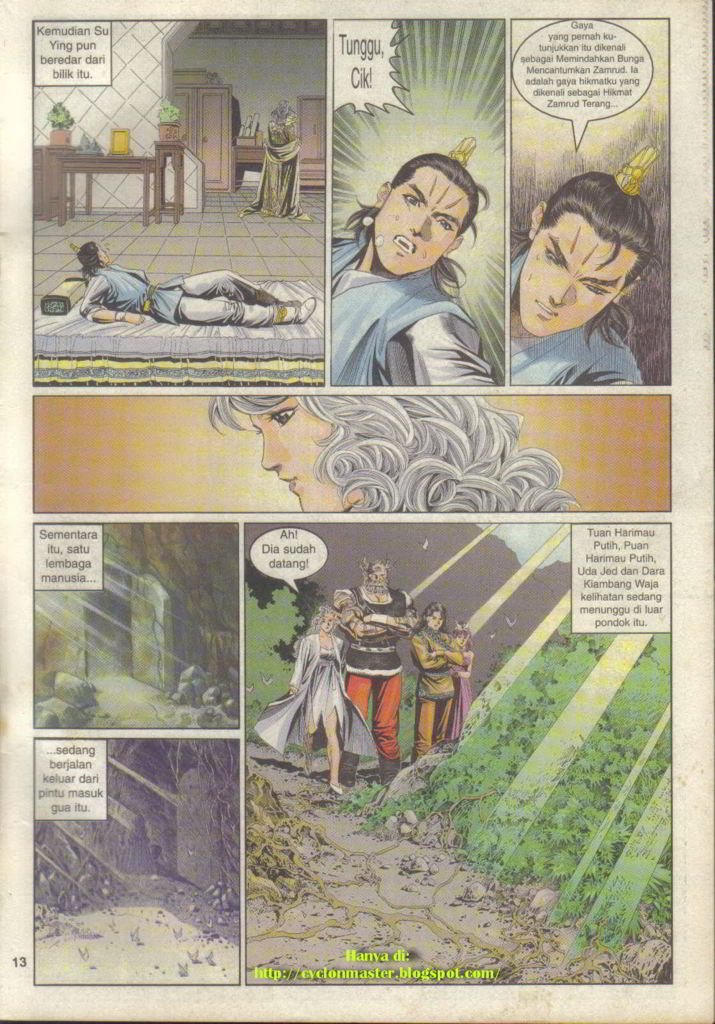 Kemudian Su
Ying pun
beredar dari
bilik itu.
Tunggu,
Cik!
Gaya
yang pernah ku-
tunjukkan itu dikenali
sebagai Memindahkan Bunga
Mencantumkan Zamrud. Ia
adalah gaya hikmatku yang
dikenali sebagai Hikmat
Zamrud Terang...
Sementara
itu, satu
lembaga
manusia...
Ah!
Dia sudah
datang!
Tuan Harimau
Putih, Puan
Harimau Putih,
Uda Jed dan Dara
Kiambang Waja
kelihatan sedang
menunggu di luar
pondok itu.
...sedang
berjalan
keluar dari
pintu masuk
gua itu.
13
Hanya di:
http://cyclonmaster.blogspot.com/